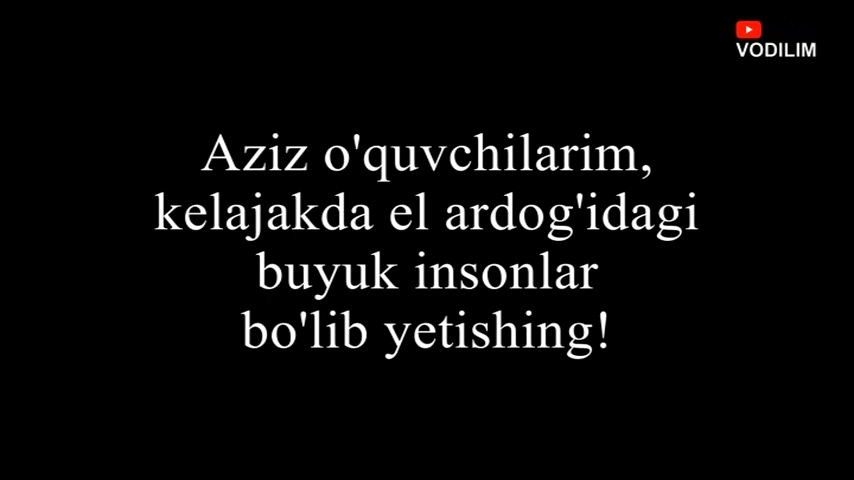 VODILIM
Aziz o'quvchilarim,
kelajakda el ardog'idagi
buyuk insonlar
bo'lib yetishing!